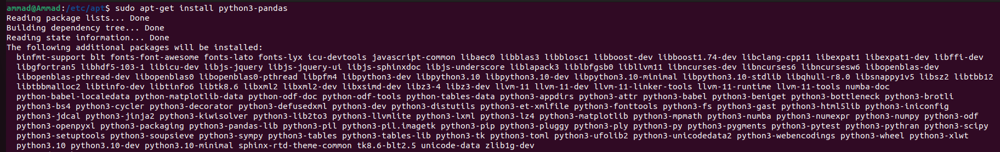 ammad@Ammad:/etc/apt$ sudo apt-get install python3-pandas
Reading package lists... Done
Building dependency tree... Done
Reading state information... Done
The following additional packages will be installed:
binfmt-support blt fonts-font-awesome fonts-lato fonts-lyx icu-devtools javascript-common libaec0 libblas3 libblosc1 libboost-dev libboost1.74-dev libclang-cpp11 libexpat1 libexpat1-dev libffi-dev
libgfortran5 libhdf5-103-1 libicu-dev libjs-jquery libjs-jquery-ui libjs-sphinxdoc libjs-underscore liblapack3 liblbfgsb0 libllvm11 libncurses-dev libncurses6 libncursesw6 libopenblas-dev
libopenblas-pthread-dev libopenblas0 libopenblas0-pthread libpfm4 libpython3-dev libpython3.10 libpython3.10-dev libpython3.10-minimal libpython3.10-stdlib libqhull-r8.0 libsnappy1v5 libsz2 libtbb12
libtbbmalloc2 libtinfo-dev libtinfo6 libtk8.6 libxml2 libxml2-dev libxsimd-dev libz3-4 libz3-dev llvm-11 llvm-11-dev llvm-11-linker-tools llvm-11-runtime llvm-11-tools numba-doc
python-babel-localedata python-matplotlib-data python-odf-doc python-odf-tools python-tables-data python3-appdirs python3-attr python3-babel python3-beniget python3-bottleneck python3-brotli
python3-bs4 python3-cycler python3-decorator python3-defusedxml python3-dev python3-distutils python3-et-xmlfile python3-fonttools python3-fs python3-gast python3-html5lib python3-iniconfig
python3-jdcal python3-jinja2 python3-kiwisolver python3-lib2to3 python3-llvmlite python3-lxml python3-lz4 python3-matplotlib python3-mpmath python3-numba python3-numexpr python3-numpy python3-odf
python3-openpyxl python3-packaging python3-pandas-lib python3-pil python3-pil.imagetk python3-pip python3-pluggy python3-ply python3-py python3-pygments python3-pytest python3-pythran python3-scipy
python3-setuptools python3-soupsieve python3-sympy python3-tables python3-tables-lib python3-tk python3-toml python3-ufolib2 python3-unicodedata2 python3-webencodings python3-wheel python3-xlwt
python3.10 python3.10-dev python3.10-minimal sphinx-rtd-theme-common tk8.6-blt2.5 unicode-data zlib1g-dev